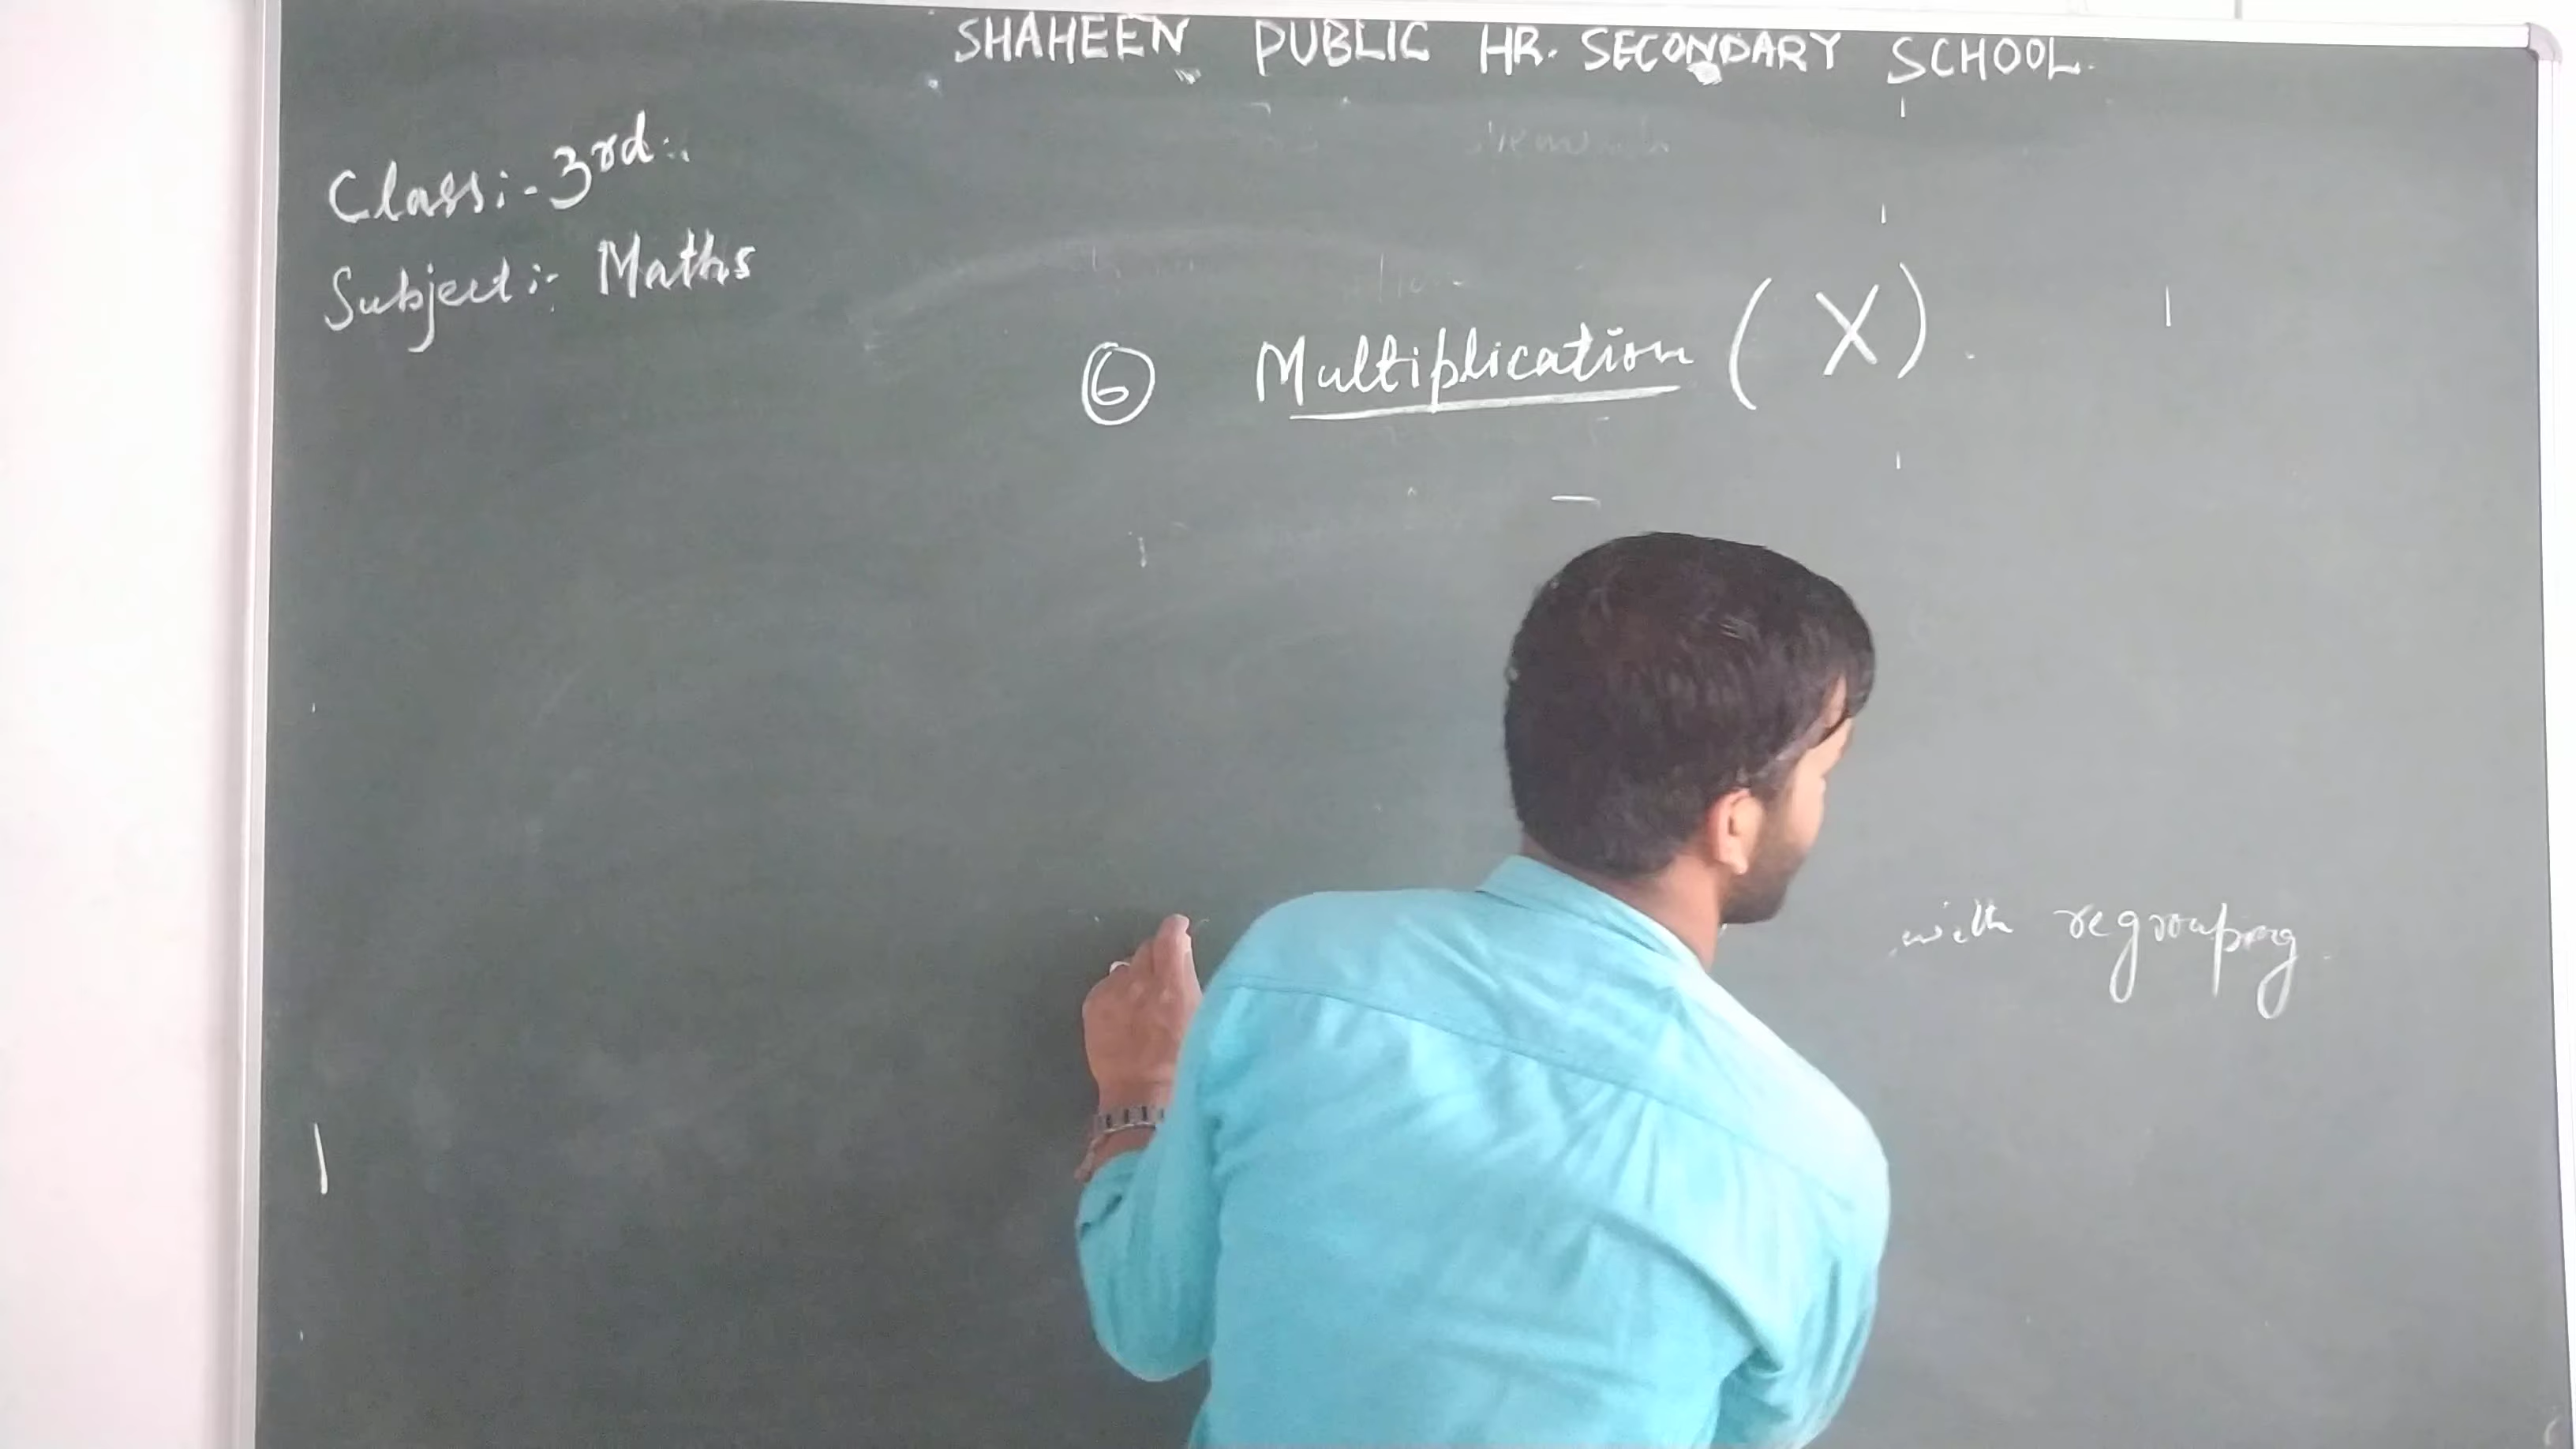 SHAHEEN PUBLIC HR. SECONDARY SCHOOL.
Class:- 3rd
Subject:- Maths
6 Multiplication (X).
with regrouping